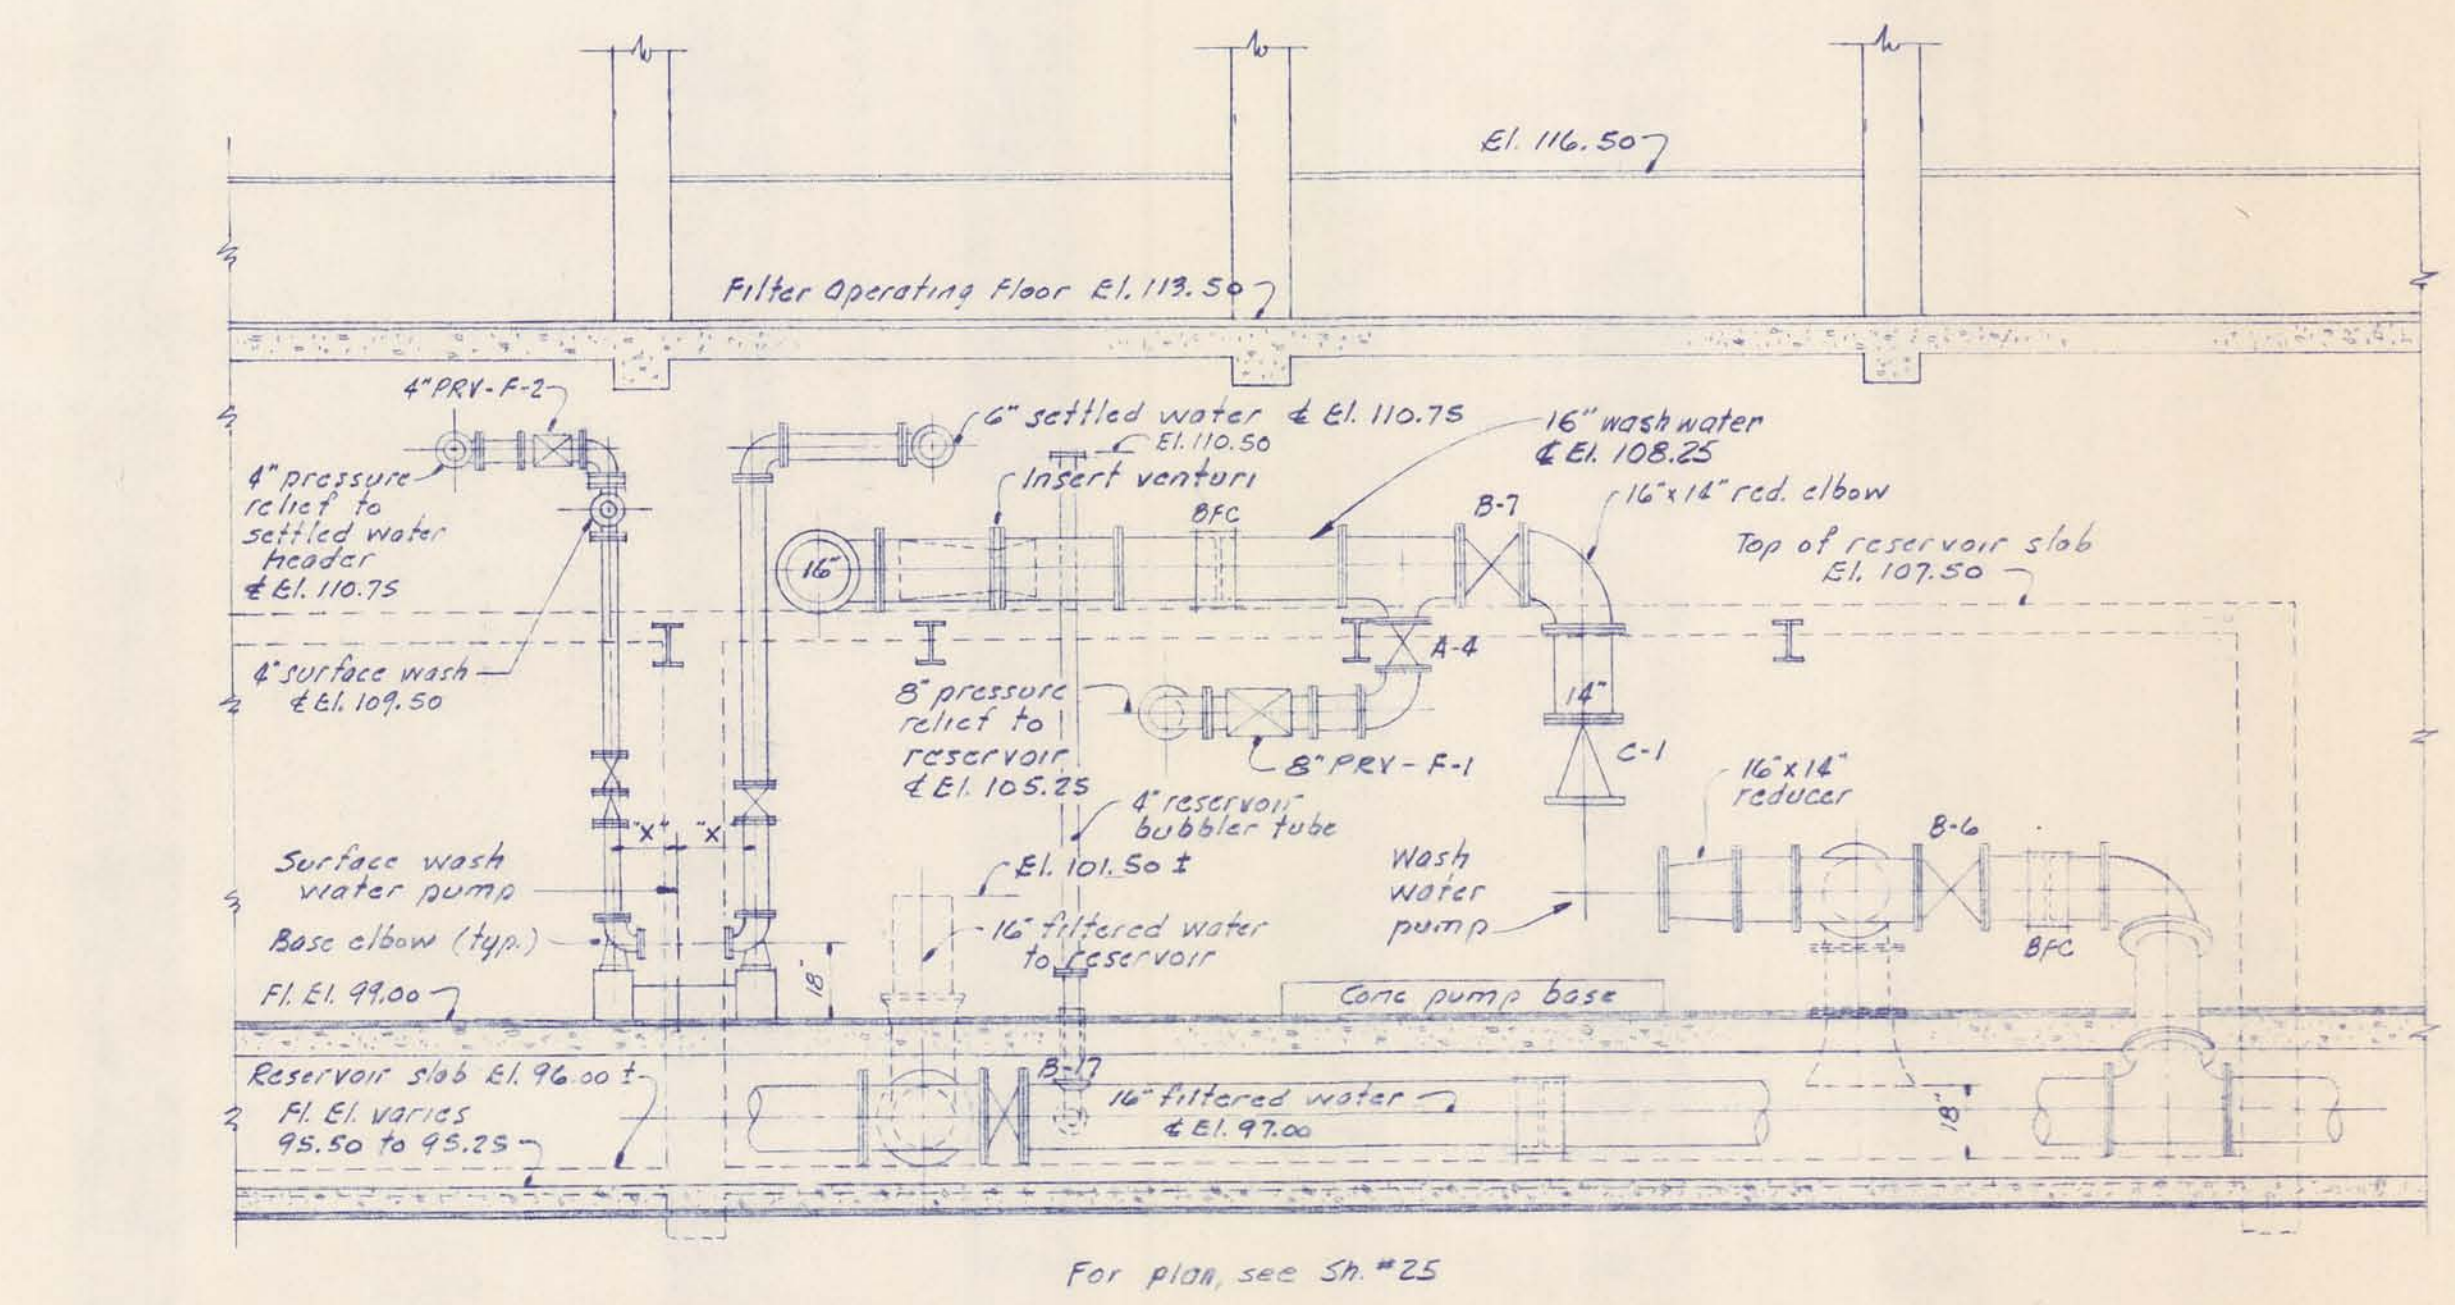 El. 116.50
Filter Operating Floor El. 113.50
4" PRV-F-2
6" settled water ℄ El. 110.75
El. 110.50
16" wash water
℄ El. 108.25
4" pressure
relief to
settled water
header
℄ El. 110.75
Insert venturi
BFC
B-7
16"x14" red. elbow
Top of reservoir slab
El. 107.50
16"
4" surface wash
℄ El. 109.50
A-4
8" pressure
relief to
reservoir
℄ El. 105.25
14"
8" PRV-F-1
C-1
16"x14"
reducer
4" reservoir
bubbler tube
"X" "X"
B-6
Surface wash
water pump
El. 101.50 ±
Wash
water
pump
Base elbow (typ.)
18"
16" filtered water
to reservoir
BFC
Fl. El. 99.00
Conc pump base
Reservoir slab El. 96.00 ±
Fl. El. varies
95.50 to 95.25
B-17
16" filtered water
℄ El. 97.00
18"
For plan, see Sh. #25